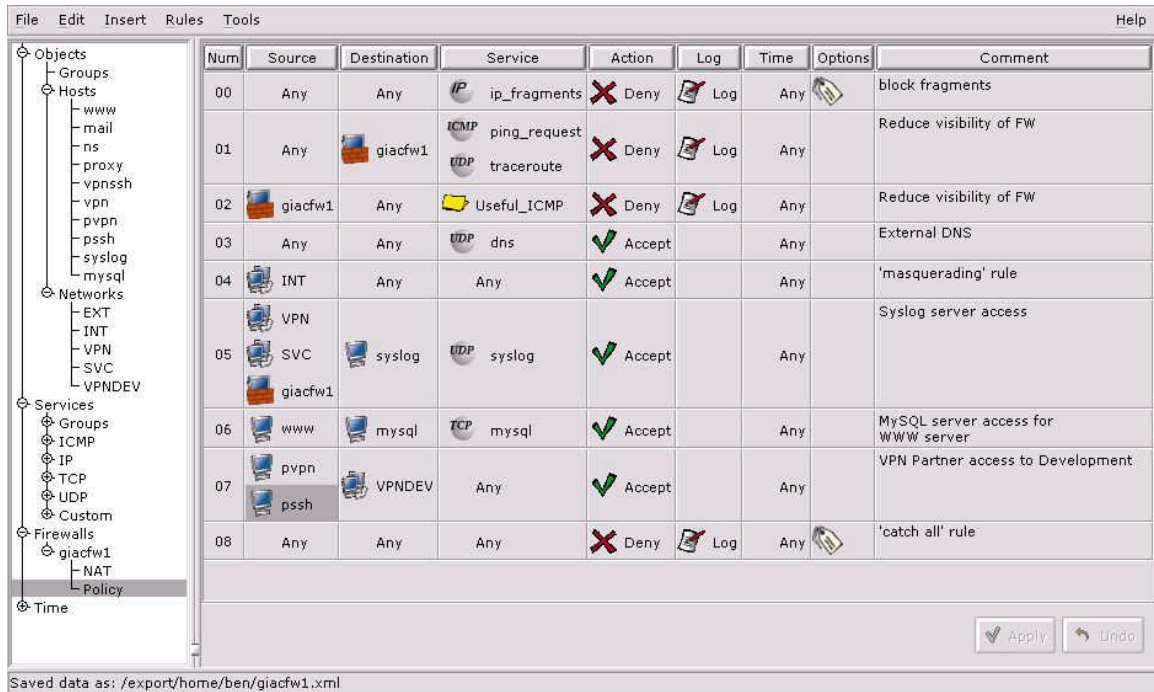 File Edit Insert Rules Tools Help
Objects
Groups
Hosts
www
mail
ns
proxy
vpnssh
vpn
pvpn
pssh
syslog
mysql
Networks
EXT
INT
VPN
SVC
VPNDEV
Services
Groups
ICMP
IP
TCP
UDP
Custom
Firewalls
giacfw1
NAT
Policy
Time
Num Source Destination Service Action Log Time Options Comment
00 Any Any IP ip_fragments Deny Log Any block fragments
01 Any giacfw1 ICMP ping_request Deny Log Any Reduce visibility of FW
UDP traceroute
02 giacfw1 Any Useful_ICMP Deny Log Any Reduce visibility of FW
03 Any Any UDP dns Accept Any External DNS
04 INT Any Any Accept Any 'masquerading' rule
VPN Syslog server access
05 SVC syslog UDP syslog Accept Any
giacfw1
06 www mysql TCP mysql Accept Any MySQL server access for
WWW server
07 pvpn VPNDEV Any Accept Any VPN Partner access to Development
pssh
08 Any Any Any Deny Log Any 'catch all' rule
Apply Undo
Saved data as: /export/home/ben/giacfw1.xml